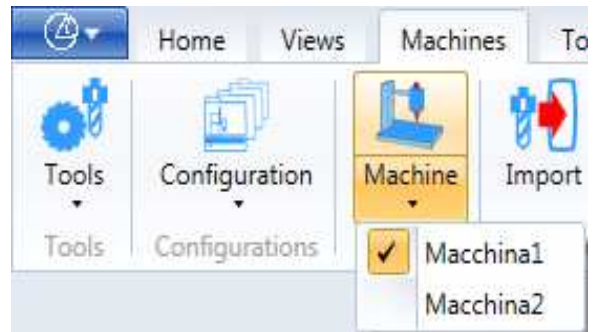 Home Views Machines To
Tools Configuration Machine Import
Tools Configurations
Macchina1
Macchina2